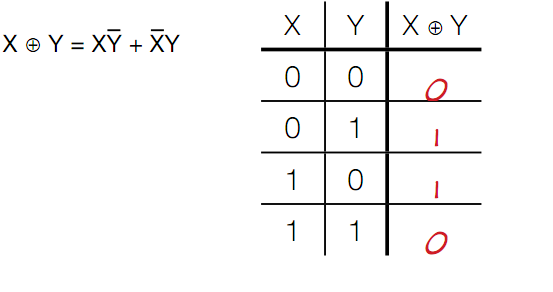 X ⊕ Y = XY̅ + X̅Y
X Y X ⊕ Y
0 0 0
0 1 1
1 0 1
1 1 0